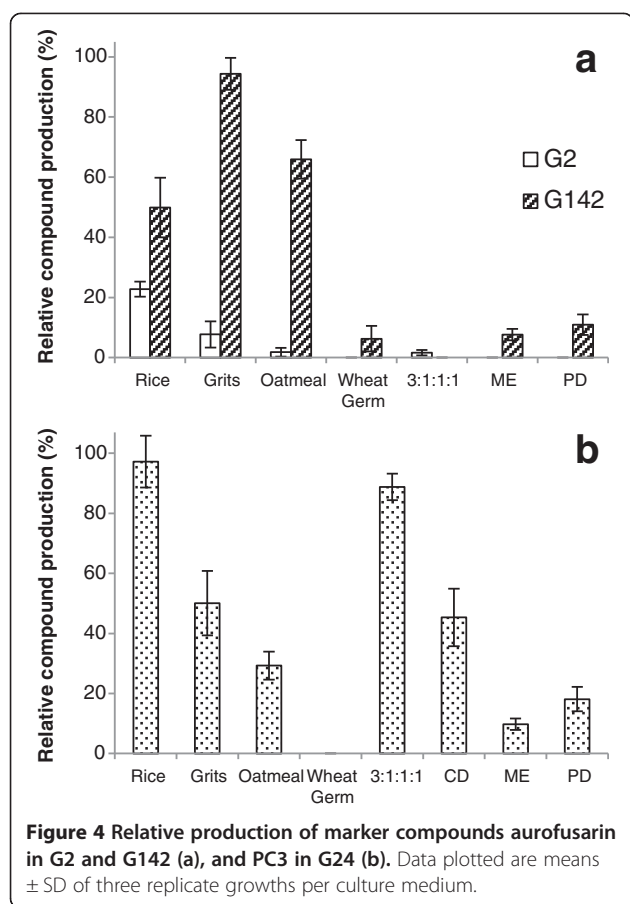 a
Relative compound production (%)
100
80
60
40
20
0
G2
G142
Rice Grits Oatmeal Wheat Germ 3:1:1:1 ME PD
b
Relative compound production (%)
100
80
60
40
20
0
Rice Grits Oatmeal Wheat Germ 3:1:1:1 CD ME PD
Figure 4 Relative production of marker compounds aurofusarin
in G2 and G142 (a), and PC3 in G24 (b). Data plotted are means
± SD of three replicate growths per culture medium.